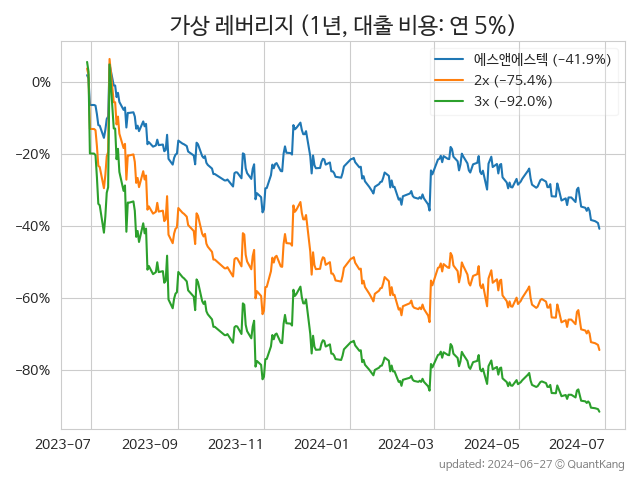 가상 레버리지 (1년, 대출 비용: 연 5%)
에스앤에스텍 (−41.9%)
2x (−75.4%)
3x (−92.0%)
0%
−20%
−40%
−60%
−80%
2023-07 2023-09 2023-11 2024-01 2024-03 2024-05 2024-07
updated: 2024-06-27 © QuantKang